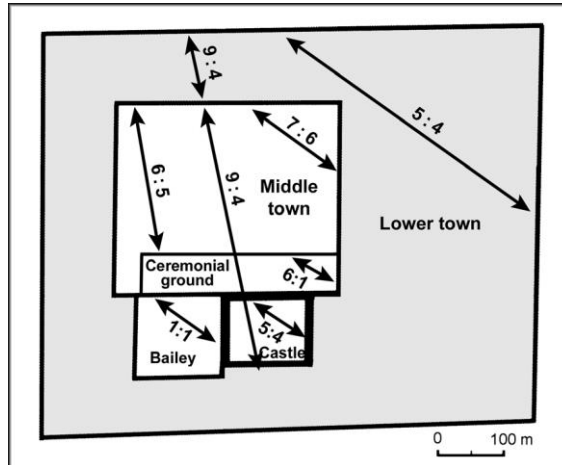 9 : 4
5 : 4
7 : 6
6 : 5
9 : 4
Middle
town
Lower town
Ceremonial
ground
6:1
1:1
5:4
Bailey
Castle
0 100 m